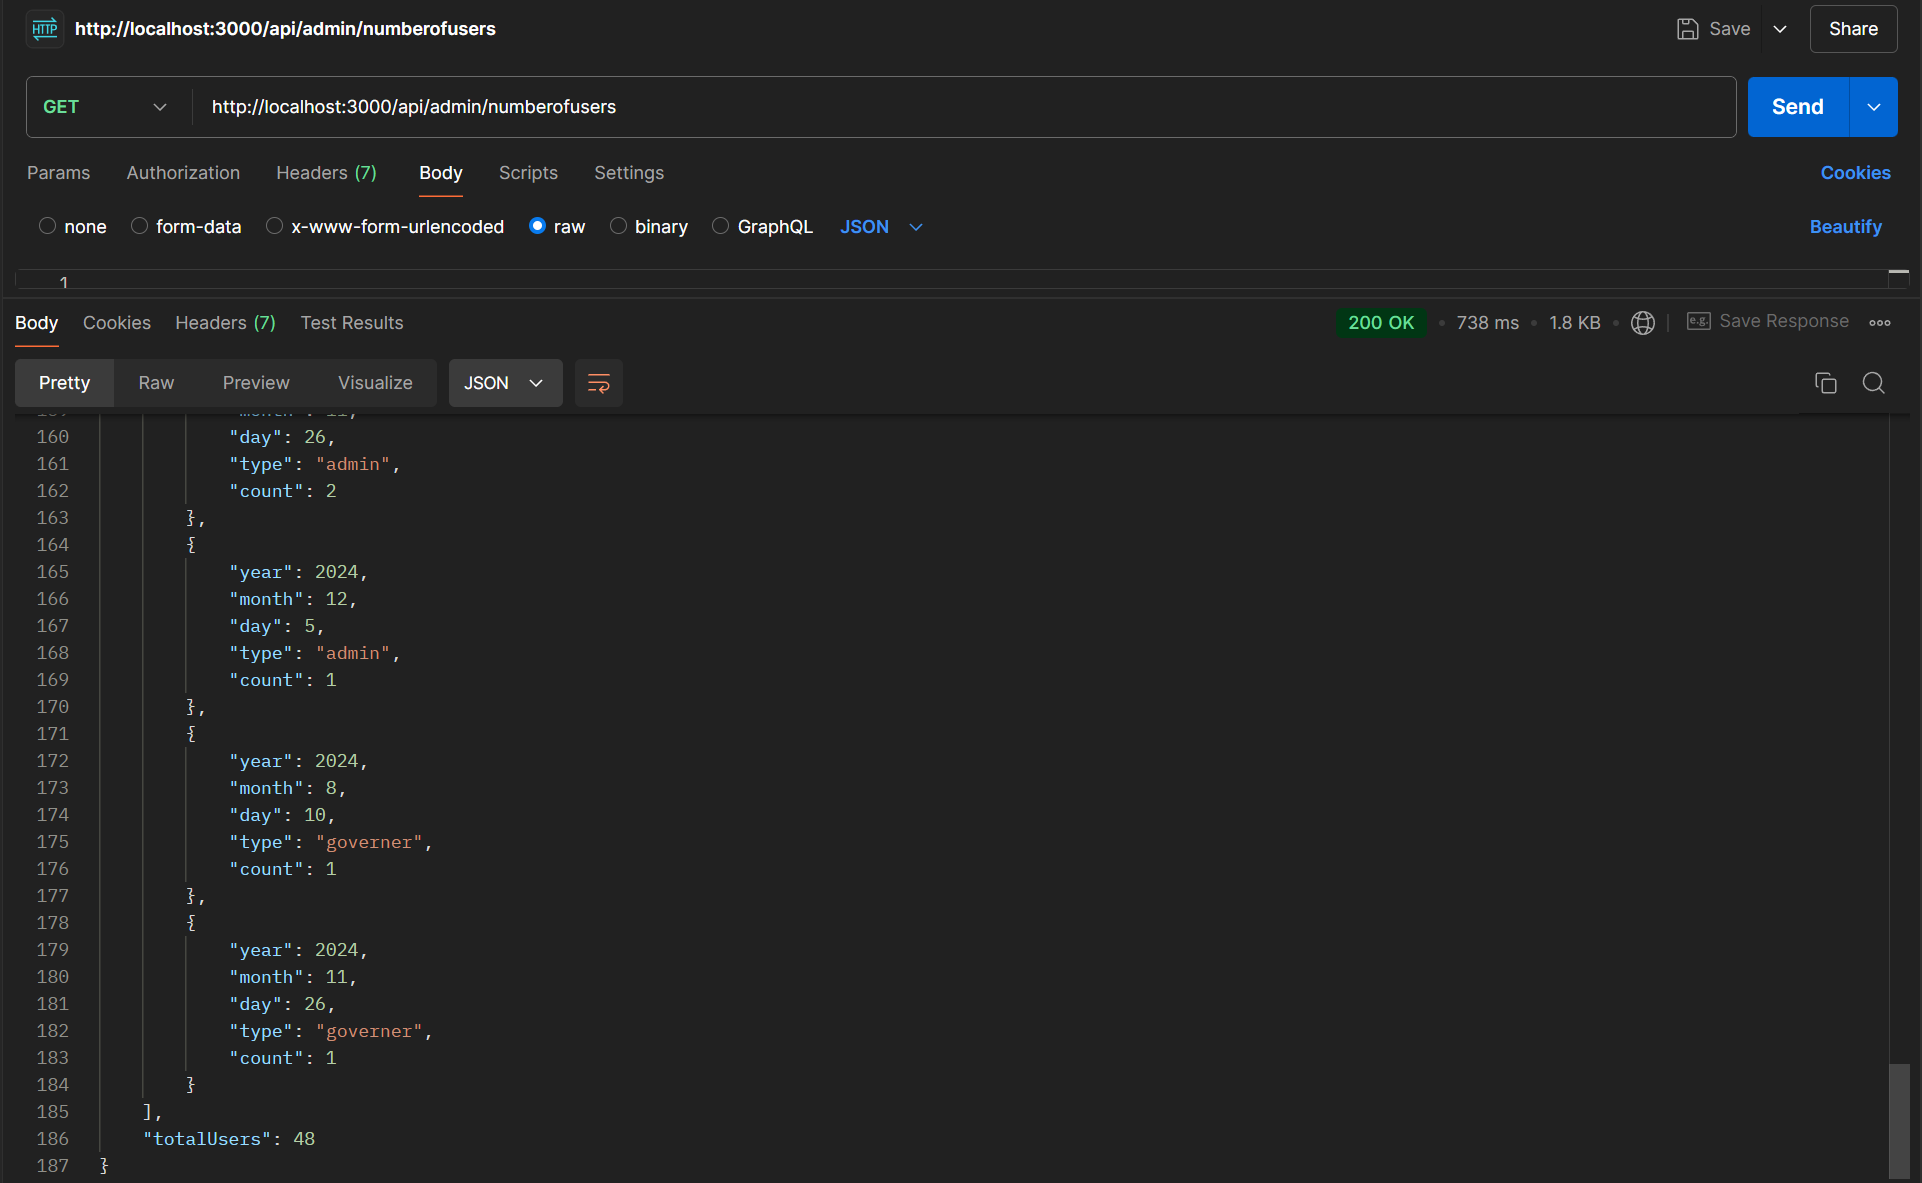 HTTP http://localhost:3000/api/admin/numberofusers Save Share
GET http://localhost:3000/api/admin/numberofusers Send
Params Authorization Headers (7) Body Scripts Settings Cookies
none form-data x-www-form-urlencoded raw binary GraphQL JSON Beautify
1
Body Cookies Headers (7) Test Results 200 OK 738 ms 1.8 KB e.g. Save Response
Pretty Raw Preview Visualize JSON
159 "month": 11,
160 "day": 26,
161 "type": "admin",
162 "count": 2
163 },
164 {
165 "year": 2024,
166 "month": 12,
167 "day": 5,
168 "type": "admin",
169 "count": 1
170 },
171 {
172 "year": 2024,
173 "month": 8,
174 "day": 10,
175 "type": "governer",
176 "count": 1
177 },
178 {
179 "year": 2024,
180 "month": 11,
181 "day": 26,
182 "type": "governer",
183 "count": 1
184 }
185 ],
186 "totalUsers": 48
187 }